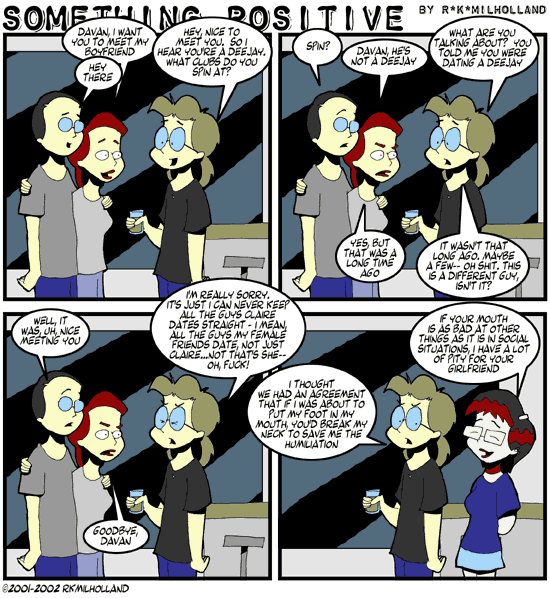 SOMETHING POSITIVE BY R*K*MILHOLLAND
DAVAN, I WANT
YOU TO MEET MY
BOYFRIEND
HEY
THERE
HEY, NICE TO
MEET YOU. SO I
HEAR YOU'RE A DEEJAY.
WHAT CLUBS DO YOU
SPIN AT?
SPIN?
DAVAN, HE'S
NOT A DEEJAY
WHAT ARE YOU
TALKING ABOUT? YOU
TOLD ME YOU WERE
DATING A DEEJAY
YES, BUT
THAT WAS A
LONG TIME
AGO
IT WASN'T THAT
LONG AGO. MAYBE
A FEW-- OH SHIT. THIS
IS A DIFFERENT GUY,
ISN'T IT?
WELL, IT
WAS, UH, NICE
MEETING YOU
I'M REALLY SORRY.
IT'S JUST I CAN NEVER KEEP
ALL THE GUYS CLAIRE
DATES STRAIGHT - I MEAN,
ALL THE GUYS MY FEMALE
FRIENDS DATE, NOT JUST
CLAIRE...NOT THAT SHE--
OH, FUCK!
GOODBYE,
DAVAN
I THOUGHT
WE HAD AN AGREEMENT
THAT IF I WAS ABOUT TO
PUT MY FOOT IN MY
MOUTH, YOU'D BREAK MY
NECK TO SAVE ME THE
HUMILIATION
IF YOUR MOUTH
IS AS BAD AT OTHER
THINGS AS IT IS IN SOCIAL
SITUATIONS, I HAVE A LOT
OF PITY FOR YOUR
GIRLFRIEND
©2001-2002 RKMILHOLLAND